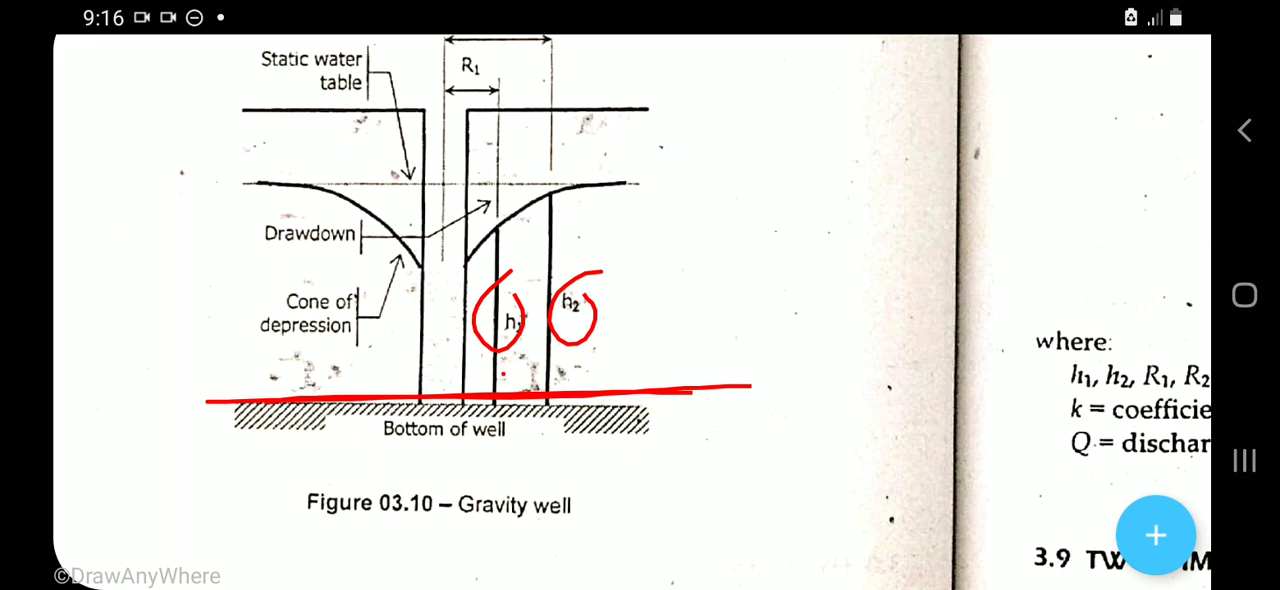 9:16
Static water
table
R₁
Drawdown
Cone of
depression
h₁
h₂
Bottom of well
Figure 03.10 – Gravity well
where:
h₁, h₂, R₁, R₂
k = coefficie
Q = dischar
3.9 TW
©DrawAnyWhere